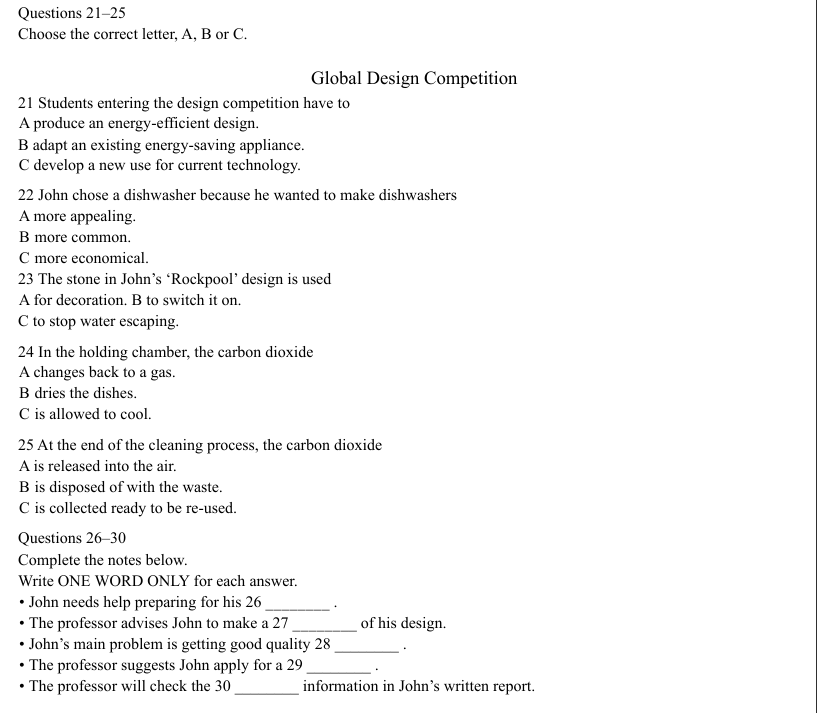 Questions 21–25
Choose the correct letter, A, B or C.
Global Design Competition
21 Students entering the design competition have to
A produce an energy-efficient design.
B adapt an existing energy-saving appliance.
C develop a new use for current technology.
22 John chose a dishwasher because he wanted to make dishwashers
A more appealing.
B more common.
C more economical.
23 The stone in John’s ‘Rockpool’ design is used
A for decoration. B to switch it on.
C to stop water escaping.
24 In the holding chamber, the carbon dioxide
A changes back to a gas.
B dries the dishes.
C is allowed to cool.
25 At the end of the cleaning process, the carbon dioxide
A is released into the air.
B is disposed of with the waste.
C is collected ready to be re-used.
Questions 26–30
Complete the notes below.
Write ONE WORD ONLY for each answer.
• John needs help preparing for his 26 ________ .
• The professor advises John to make a 27 ________ of his design.
• John’s main problem is getting good quality 28 ________ .
• The professor suggests John apply for a 29 ________ .
• The professor will check the 30 ________ information in John’s written report.